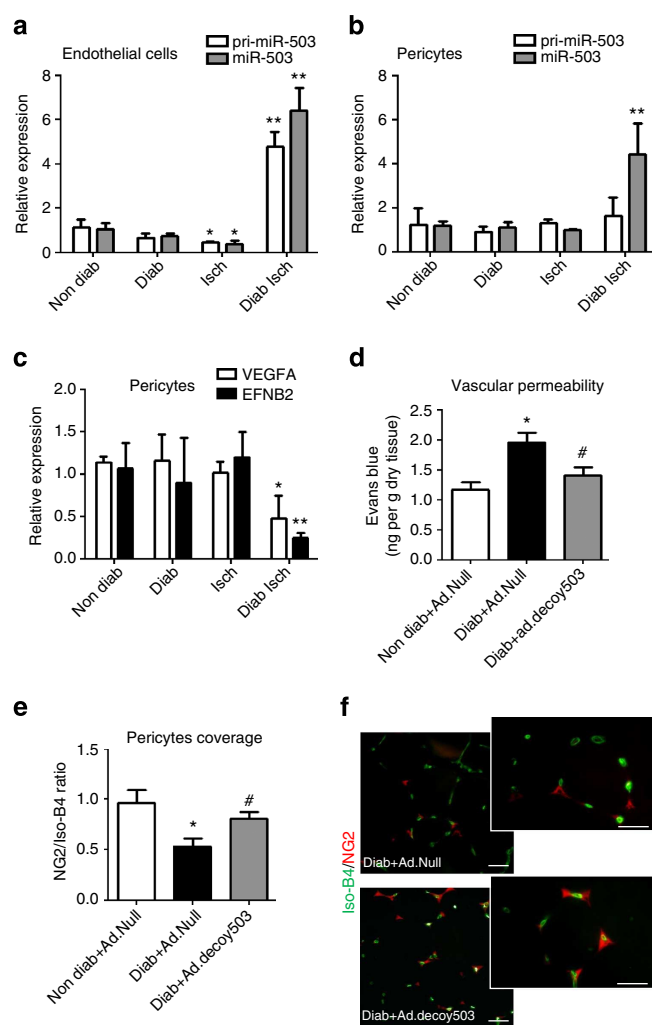 a
Endothelial cells
pri-miR-503
miR-503
Relative expression
8
6
4
2
0
*
*
**
**
Non diab
Diab
Isch
Diab Isch
b
Pericytes
pri-miR-503
miR-503
Relative expression
8
6
4
2
0
**
Non diab
Diab
Isch
Diab Isch
c
Pericytes
VEGFA
EFNB2
Relative expression
2.0
1.5
1.0
0.5
0.0
*
**
Non diab
Diab
Isch
Diab Isch
d
Vascular permeability
Evans blue
(ng per g dry tissue)
2.5
2.0
1.5
1.0
0.5
0.0
*
#
Non diab+Ad.Null
Diab+Ad.Null
Diab+ad.decoy503
e
Pericytes coverage
NG2/Iso-B4 ratio
1.5
1.0
0.5
0.0
*
#
Non diab+Ad.Null
Diab+Ad.Null
Diab+Ad.decoy503
f
Iso-B4/NG2
Diab+Ad.Null
Diab+Ad.decoy503